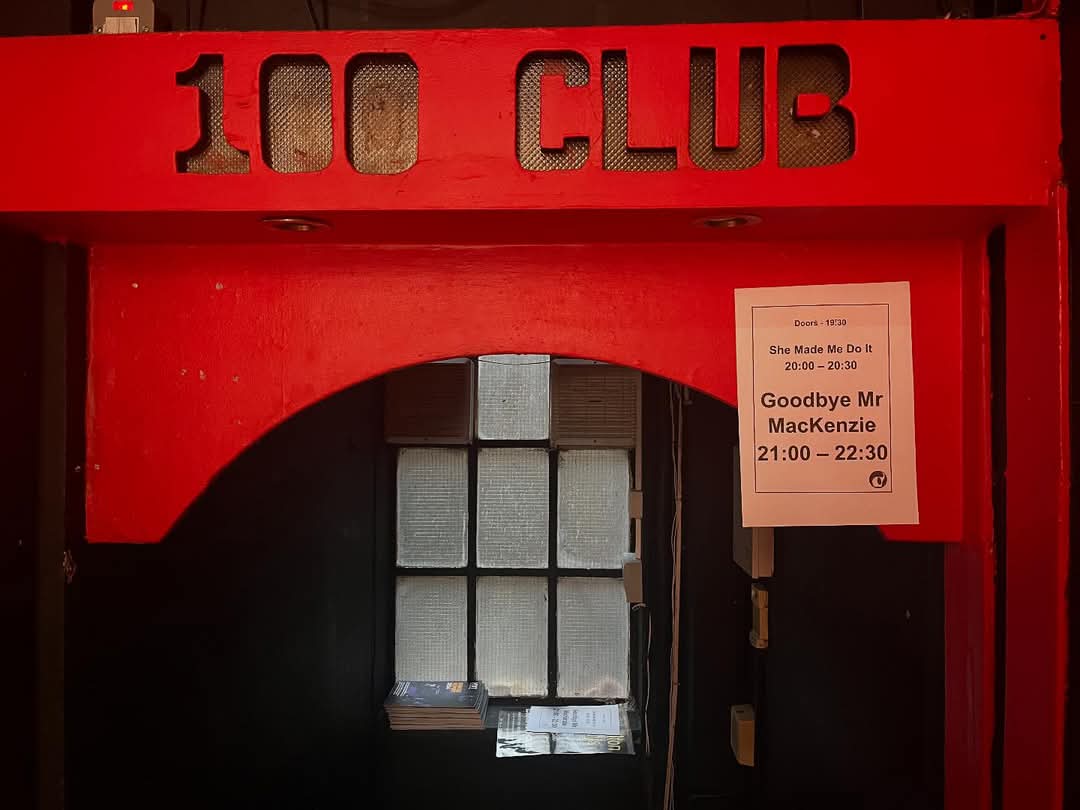 100 CLUB
Doors - 19:30
She Made Me Do It
20:00 – 20:30
Goodbye Mr
MacKenzie
21:00 – 22:30